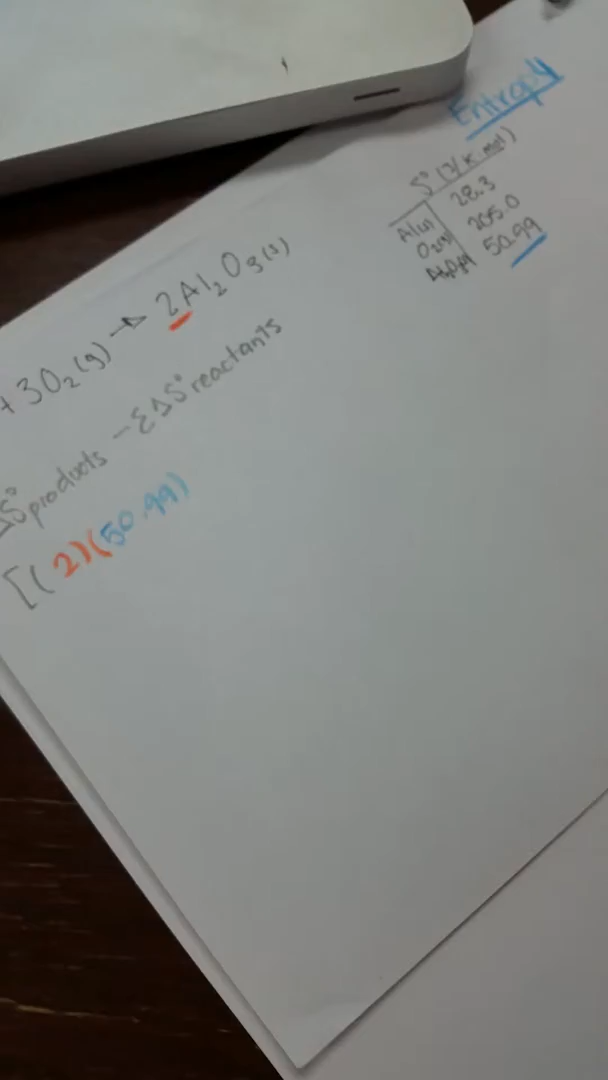 Entropy
S° (J/K·mol)
Al(s) 28.3
O₂(g) 205.0
50.99
+ 3O₂(g) → 2Al₂O₃(s)
ΔS° products - ΣΔS° reactants
[(2)(50.99)